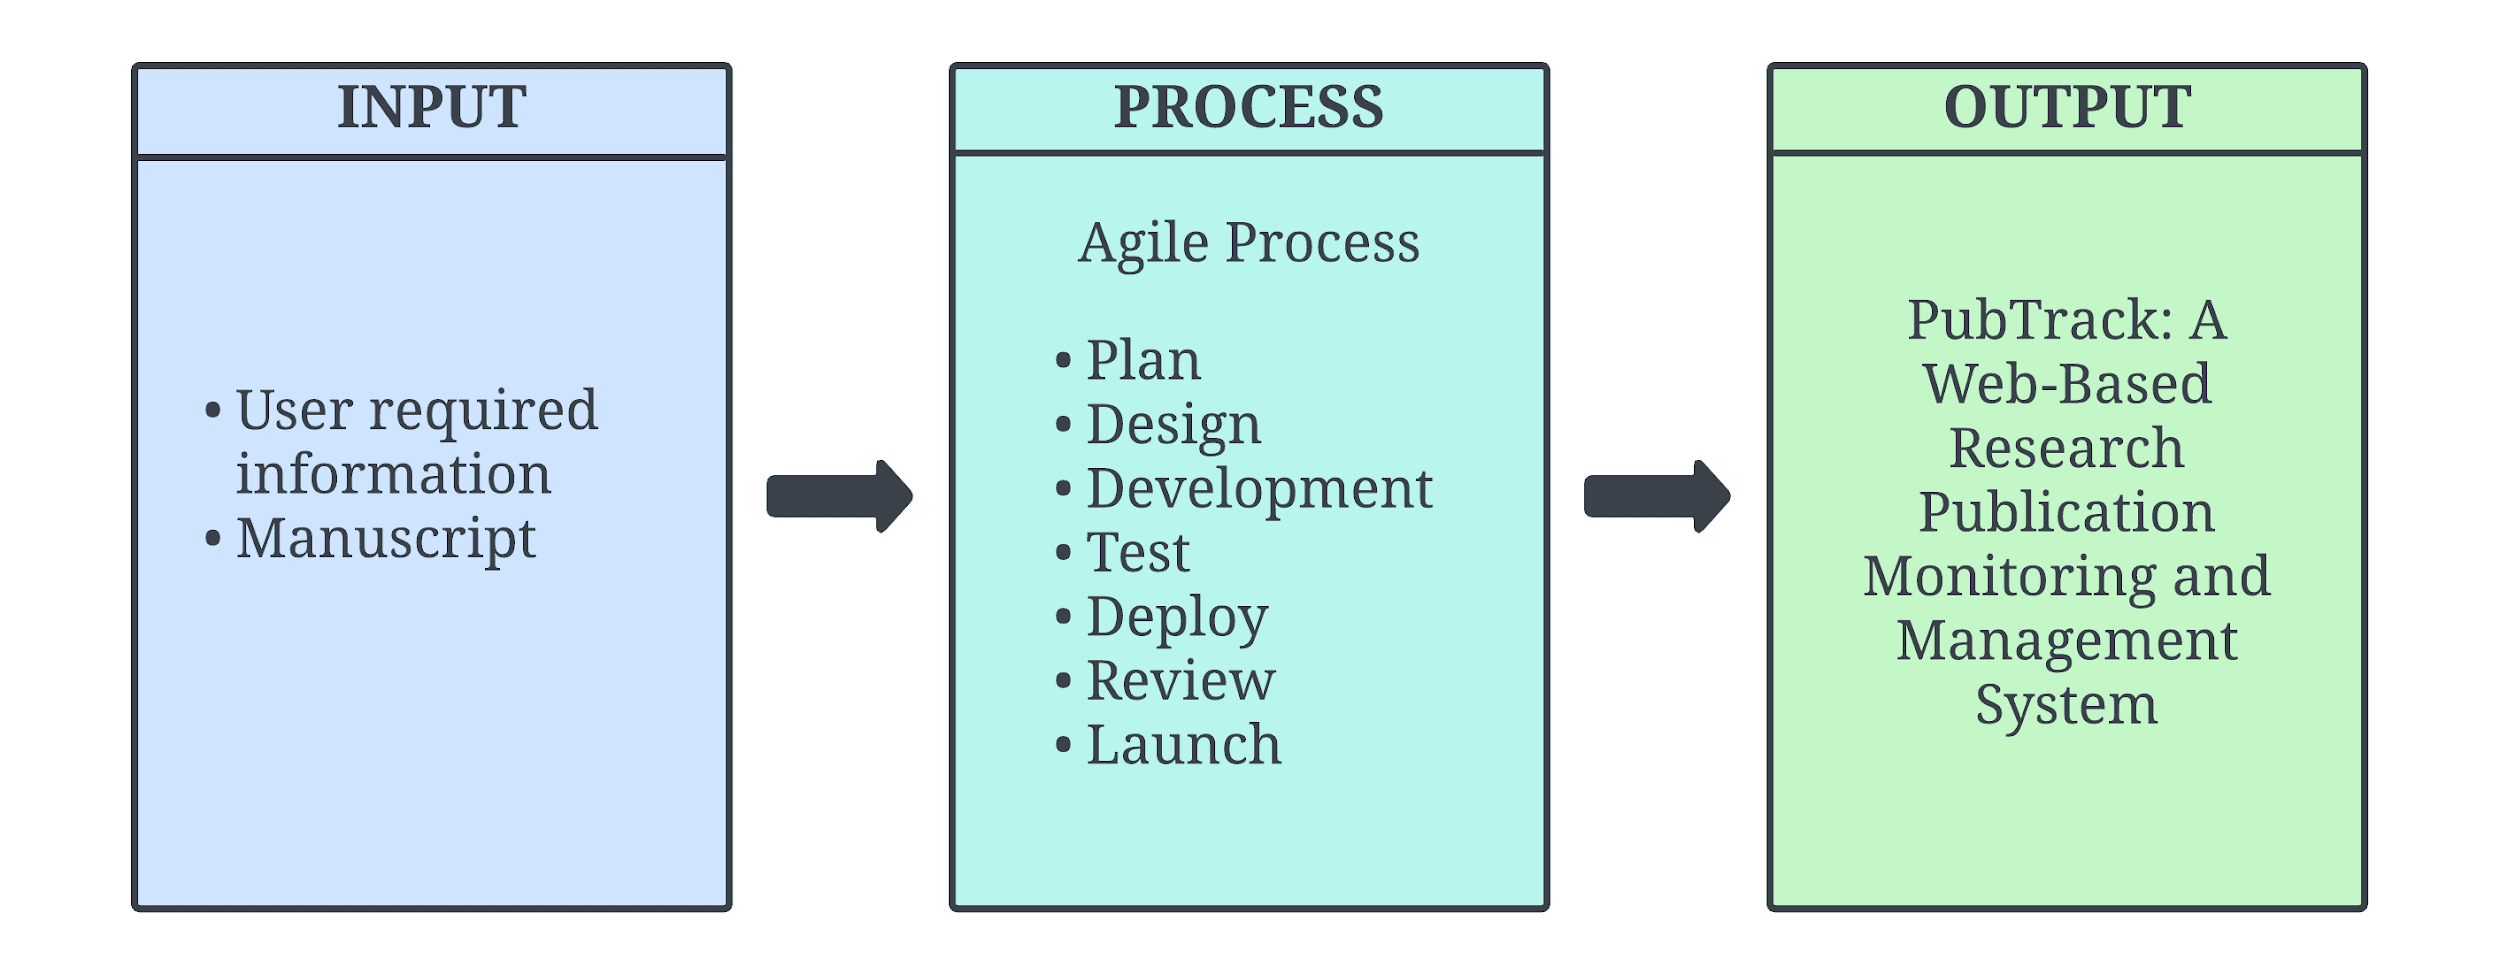 INPUT
• User required
information
• Manuscript
PROCESS
Agile Process
• Plan
• Design
• Development
• Test
• Deploy
• Review
• Launch
OUTPUT
PubTrack: A
Web-Based
Research
Publication
Monitoring and
Management
System